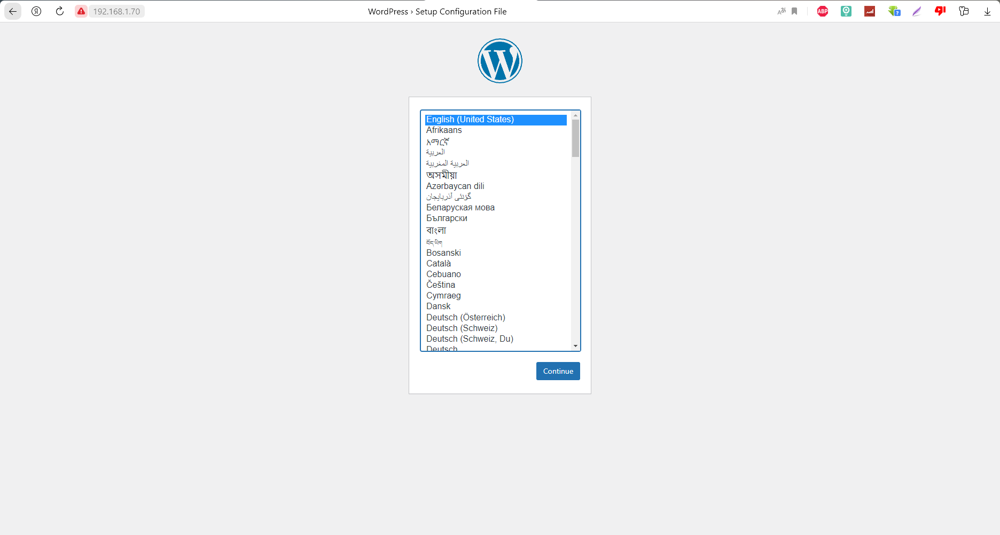 192.168.1.70
WordPress › Setup Configuration File
ABP
English (United States)
Afrikaans
አማርኛ
العربية
العربية المغربية
অসমীয়া
Azərbaycan dili
گؤنئی آذربایجان
Беларуская мова
Български
বাংলা
བོད་ཡིག
Bosanski
Català
Cebuano
Čeština
Cymraeg
Dansk
Deutsch (Österreich)
Deutsch (Schweiz)
Deutsch (Schweiz, Du)
Deutsch
Continue